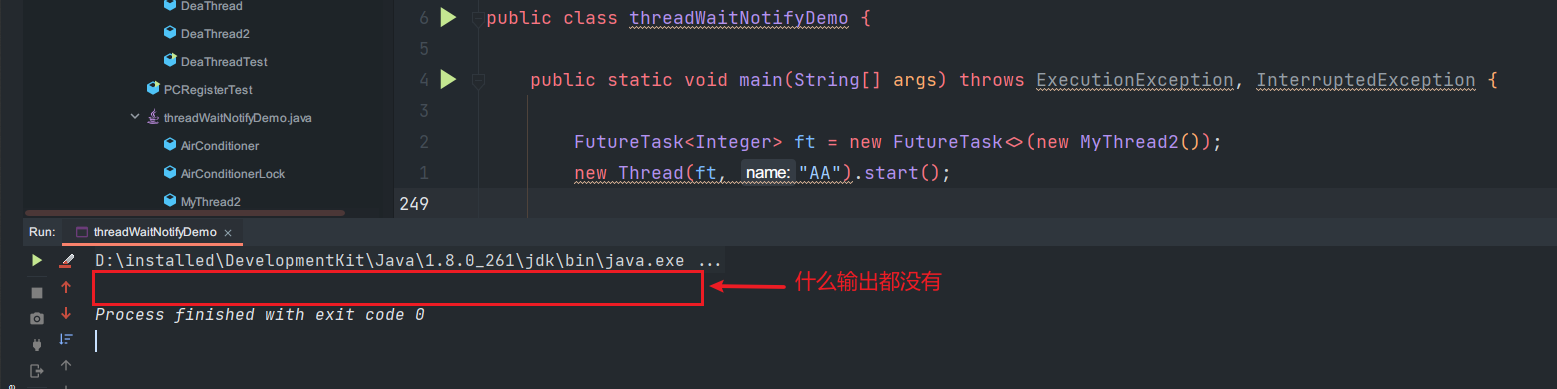 DeaThread
DeaThread2
DeaThreadTest
PCRegisterTest
threadWaitNotifyDemo.java
AirConditioner
AirConditionerLock
MyThread2
6 public class threadWaitNotifyDemo {
5
4 public static void main(String[] args) throws ExecutionException, InterruptedException {
3
2 FutureTask<Integer> ft = new FutureTask<>(new MyThread2());
1 new Thread(ft, name: "AA").start();
249
Run: threadWaitNotifyDemo ×
D:\installed\DevelopmentKit\Java\1.8.0_261\jdk\bin\java.exe ...
什么输出都没有
Process finished with exit code 0